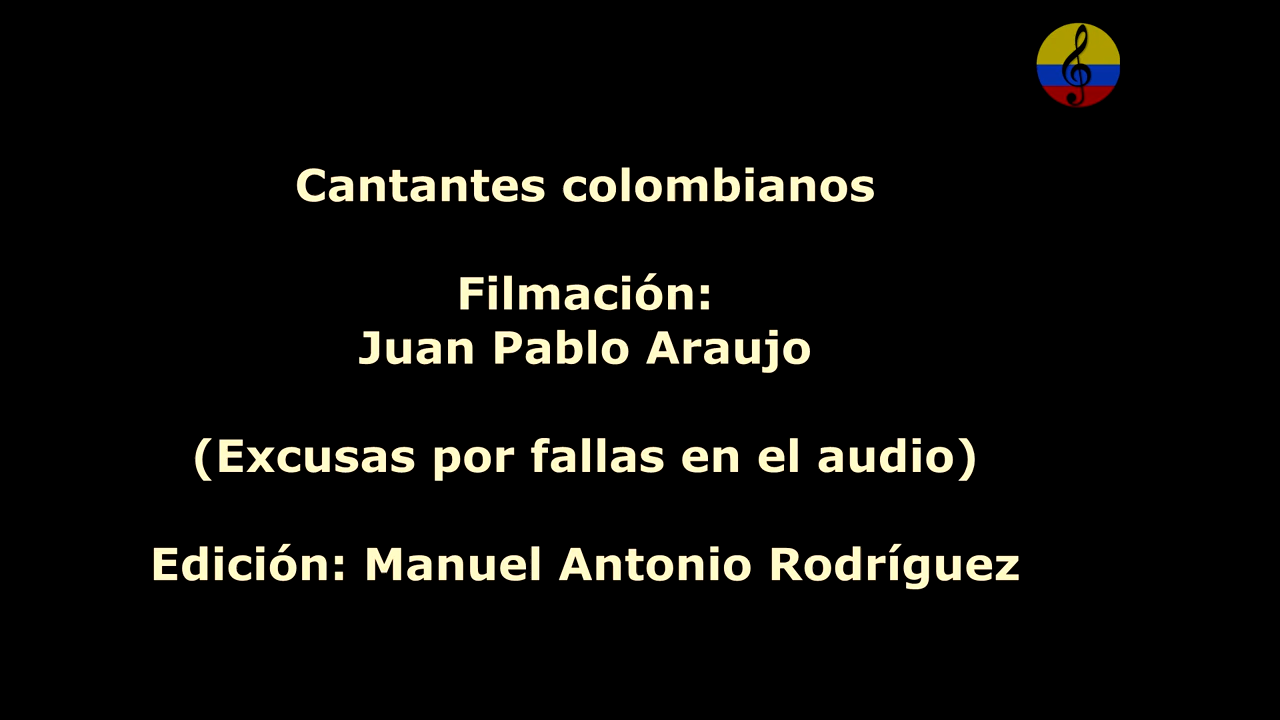 Cantantes colombianos
Filmación:
Juan Pablo Araujo
(Excusas por fallas en el audio)
Edición: Manuel Antonio Rodríguez